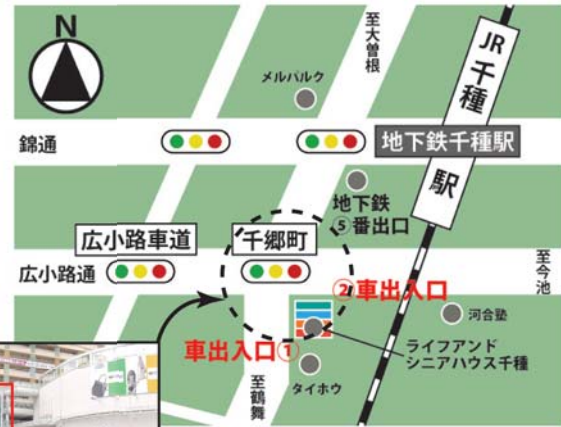 N
至大曽根
JR千種駅
メルパルク
錦通
地下鉄千種駅
地下鉄
⑤番出口
広小路車道
千郷町
広小路通
至今池
②車出入口
河合塾
車出入口①
ライフアンド
シニアハウス千種
タイホウ
至鶴舞